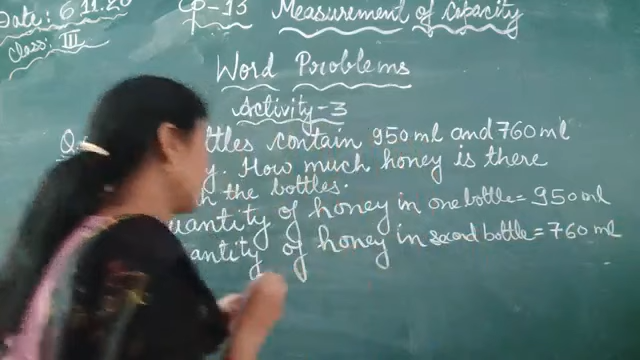 Date: 6.11.20 CP-13 Measurement of Capacity
Class: III
Word Problems
Activity-3
ttles contain 950 ml and 760 ml
y. How much honey is there
the bottles.
uantity of honey in one bottle = 950 ml
antity of honey in second bottle = 760 ml